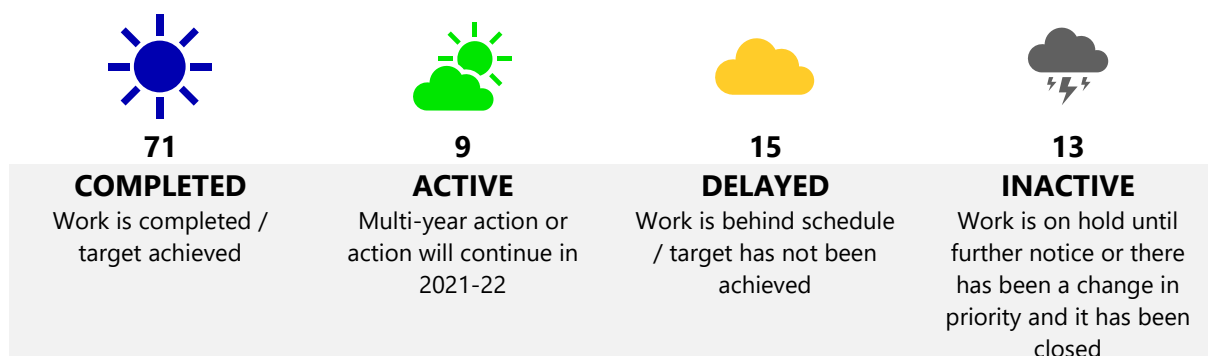 71
COMPLETED
Work is completed /
target achieved
9
ACTIVE
Multi-year action or
action will continue in
2021-22
15
DELAYED
Work is behind schedule
/ target has not been
achieved
13
INACTIVE
Work is on hold until
further notice or there
has been a change in
priority and it has been
closed